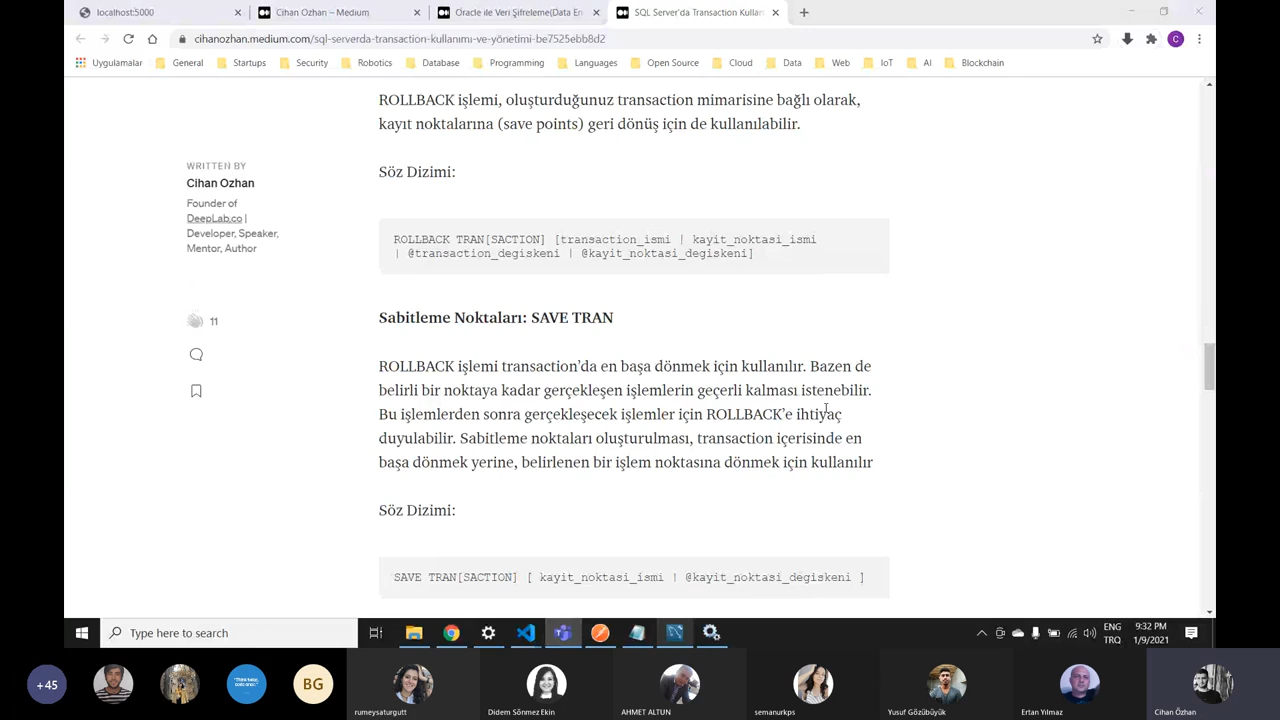 localhost:5000
Cihan Ozhan – Medium
Oracle ile Veri Şifreleme(Data En
SQL Server'da Transaction Kullan
cihanozhan.medium.com/sql-serverda-transaction-kullanımı-ve-yönetimi-be7525ebb8d2
Uygulamalar
General
Startups
Security
Robotics
Database
Programming
Languages
Open Source
Cloud
Data
Web
IoT
AI
Blockchain
ROLLBACK işlemi, oluşturduğunuz transaction mimarisine bağlı olarak,
kayıt noktalarına (save points) geri dönüş için de kullanılabilir.
WRITTEN BY
Cihan Ozhan
Founder of
DeepLab.co |
Developer, Speaker,
Mentor, Author
11
Söz Dizimi:
ROLLBACK TRAN[SACTION] [transaction_ismi | kayit_noktasi_ismi
| @transaction_degiskeni | @kayit_noktasi_degiskeni]
Sabitleme Noktaları: SAVE TRAN
ROLLBACK işlemi transaction'da en başa dönmek için kullanılır. Bazen de
belirli bir noktaya kadar gerçekleşen işlemlerin geçerli kalması istenebilir.
Bu işlemlerden sonra gerçekleşecek işlemler için ROLLBACK'e ihtiyaç
duyulabilir. Sabitleme noktaları oluşturulması, transaction içerisinde en
başa dönmek yerine, belirlenen bir işlem noktasına dönmek için kullanılır
Söz Dizimi:
SAVE TRAN[SACTION] [ kayit_noktasi_ismi | @kayit_noktasi_degiskeni ]
Type here to search
ENG
TRQ
9:32 PM
1/9/2021
+45
BG
rumeysaturgutt
Didem Sönmez Ekin
AHMET ALTUN
semanurkps
Yusuf Gözübüyük
Ertan Yılmaz
Cihan Özhan